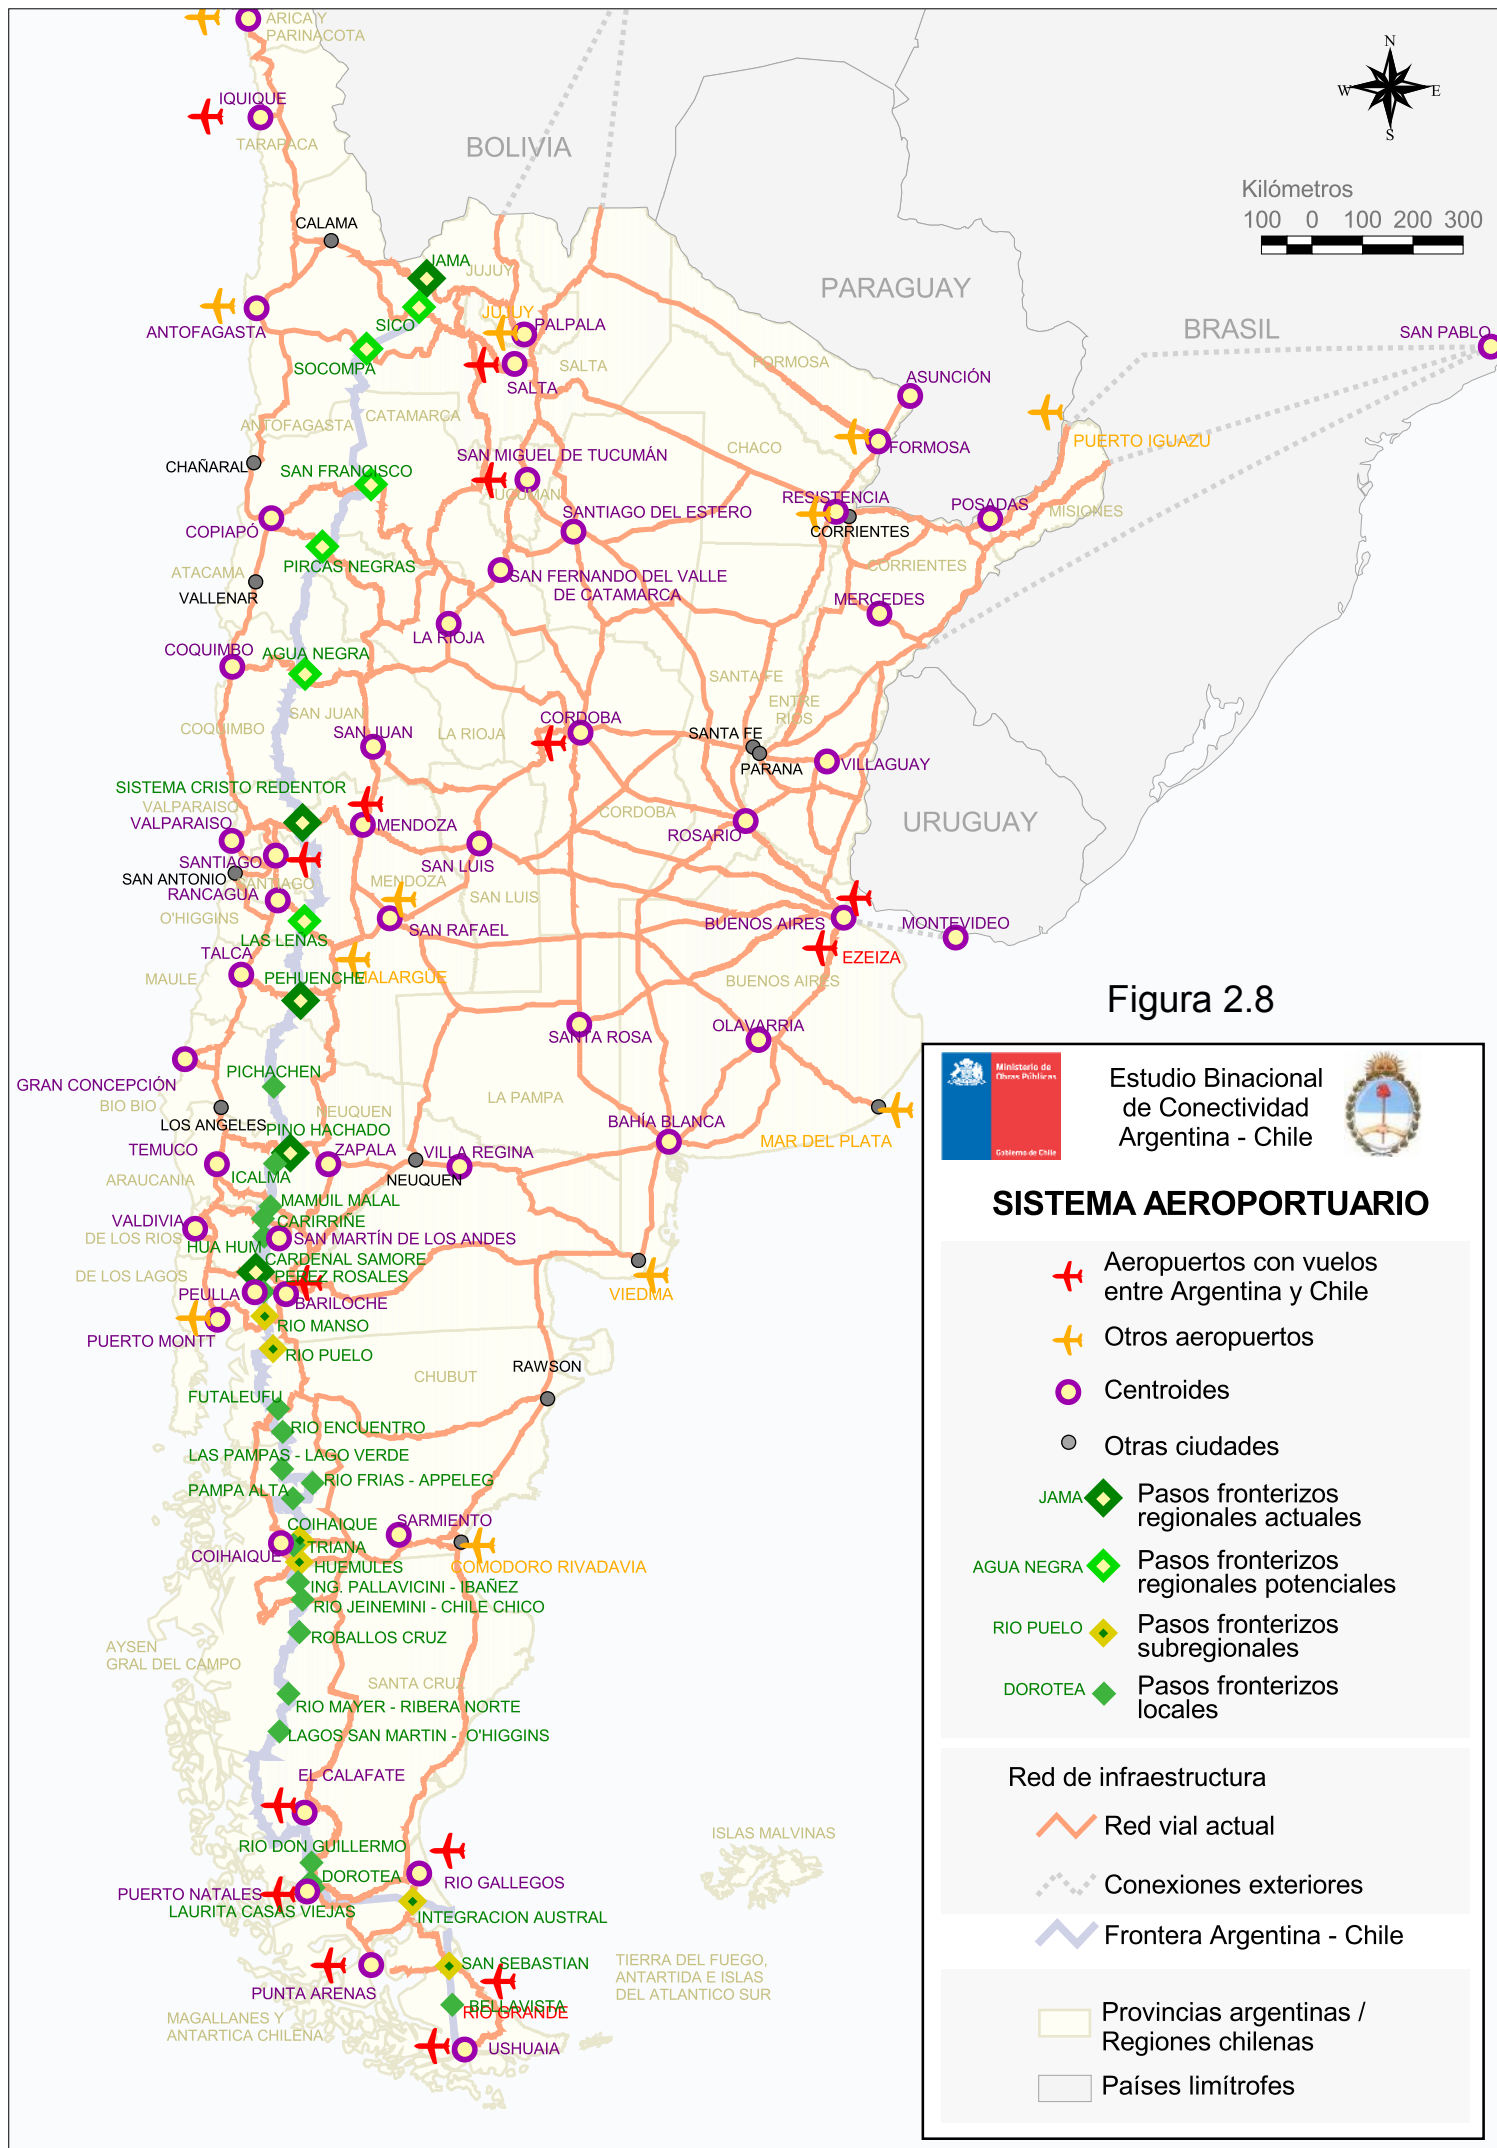 ARICA Y
PARINACOTA
N
W
E
S
IQUIQUE
TARAPACA
BOLIVIA
Kilómetros
100 0 100 200 300
CALAMA
JAMA
JUJUY
SICO
JUJUY
PALPALA
PARAGUAY
BRASIL
SAN PABLO
ANTOFAGASTA
SOCOMPA
SALTA
SALTA
FORMOSA
ASUNCIÓN
ANTOFAGASTA
CATAMARCA
CHACO
FORMOSA
PUERTO IGUAZU
CHAÑARAL
SAN FRANCISCO
SAN MIGUEL DE TUCUMÁN
TUCUMAN
RESISTENCIA
CORRIENTES
POSADAS
MISIONES
COPIAPÓ
SANTIAGO DEL ESTERO
PIRCAS NEGRAS
ATACAMA
VALLENAR
SAN FERNANDO DEL VALLE
DE CATAMARCA
CORRIENTES
MERCEDES
COQUIMBO
AGUA NEGRA
LA RIOJA
SANTA FE
ENTRE
RIOS
COQUIMBO
SAN JUAN
SAN JUAN
LA RIOJA
CORDOBA
SANTA FE
PARANA
VILLAGUAY
SISTEMA CRISTO REDENTOR
VALPARAISO
VALPARAISO
MENDOZA
CORDOBA
ROSARIO
URUGUAY
SANTIAGO
SAN ANTONIO
SANTIAGO
SAN LUIS
MENDOZA
SAN LUIS
RANCAGUA
O'HIGGINS
LAS LEÑAS
SAN RAFAEL
BUENOS AIRES
MONTEVIDEO
EZEIZA
TALCA
MAULE
PEHUENCHE
MALARGÜE
BUENOS AIRES
SANTA ROSA
OLAVARRIA
GRAN CONCEPCIÓN
BIO BIO
PICHACHEN
LOS ANGELES
NEUQUEN
PINO HACHADO
LA PAMPA
BAHÍA BLANCA
MAR DEL PLATA
TEMUCO
ARAUCANIA
ICALMA
ZAPALA
NEUQUEN
VILLA REGINA
MAMUIL MALAL
VALDIVIA
DE LOS RIOS
CARIRRIÑE
HUA HUM
SAN MARTÍN DE LOS ANDES
DE LOS LAGOS
CARDENAL SAMORE
PEREZ ROSALES
PEULLA
BARILOCHE
VIEDMA
PUERTO MONTT
RIO MANSO
RIO PUELO
CHUBUT
RAWSON
FUTALEUFU
RIO ENCUENTRO
LAS PAMPAS - LAGO VERDE
RIO FRIAS - APPELEG
PAMPA ALTA
COIHAIQUE
SARMIENTO
COIHAIQUE
TRIANA
HUEMULES
COMODORO RIVADAVIA
ING. PALLAVICINI - IBAÑEZ
RIO JEINEMINI - CHILE CHICO
ROBALLOS CRUZ
AYSEN
GRAL DEL CAMPO
SANTA CRUZ
RIO MAYER - RIBERA NORTE
LAGOS SAN MARTIN - O'HIGGINS
EL CALAFATE
RIO DON GUILLERMO
DOROTEA
RIO GALLEGOS
ISLAS MALVINAS
PUERTO NATALES
LAURITA CASAS VIEJAS
INTEGRACION AUSTRAL
PUNTA ARENAS
SAN SEBASTIAN
TIERRA DEL FUEGO,
ANTARTIDA E ISLAS
DEL ATLANTICO SUR
BELLAVISTA
RIO GRANDE
MAGALLANES Y
ANTARTICA CHILENA
USHUAIA
Figura 2.8
Ministerio de
Obras Públicas
Gobierno de Chile
Estudio Binacional
de Conectividad
Argentina - Chile
SISTEMA AEROPORTUARIO
Aeropuertos con vuelos
entre Argentina y Chile
Otros aeropuertos
Centroides
Otras ciudades
JAMA
Pasos fronterizos
regionales actuales
AGUA NEGRA
Pasos fronterizos
regionales potenciales
RIO PUELO
Pasos fronterizos
subregionales
DOROTEA
Pasos fronterizos
locales
Red de infraestructura
Red vial actual
Conexiones exteriores
Frontera Argentina - Chile
Provincias argentinas /
Regiones chilenas
Países limítrofes